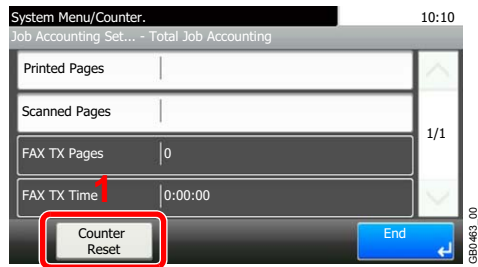 System Menu/Counter.
10:10
Job Accounting Set... - Total Job Accounting
Printed Pages
Scanned Pages
1/1
FAX TX Pages
0
FAX TX Time
0:00:00
1
Counter
Reset
End
GB0463_00